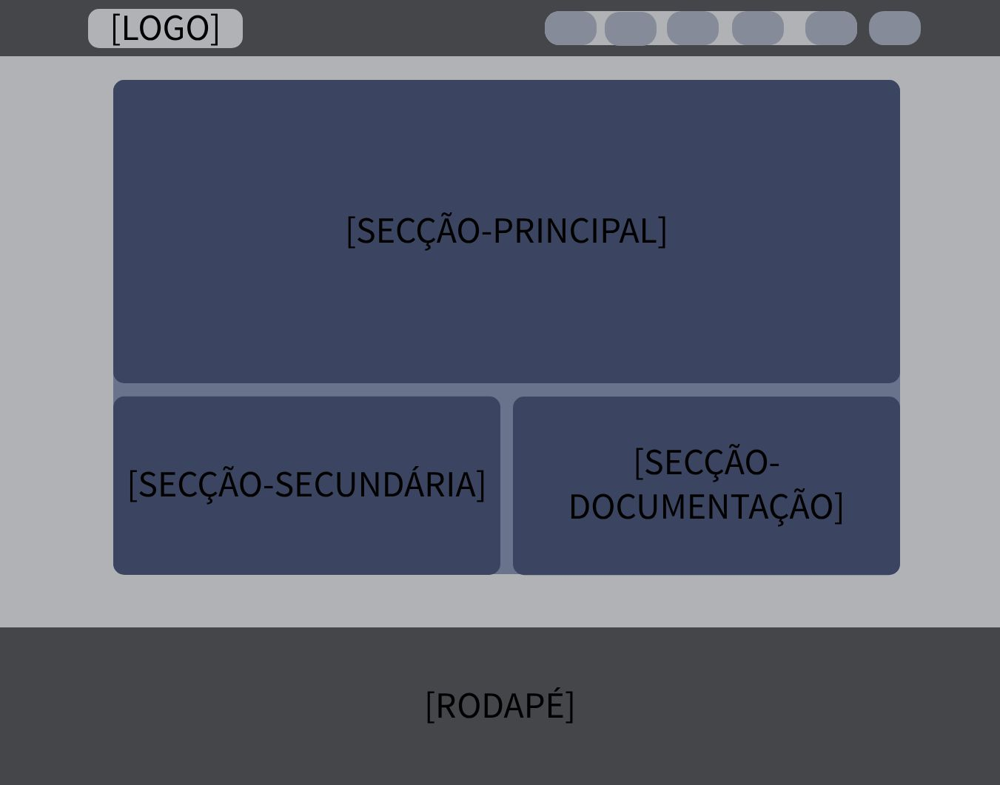 [LOGO]
[SECÇÃO-PRINCIPAL]
[SECÇÃO-SECUNDÁRIA]
[SECÇÃO-
DOCUMENTAÇÃO]
[RODAPÉ]